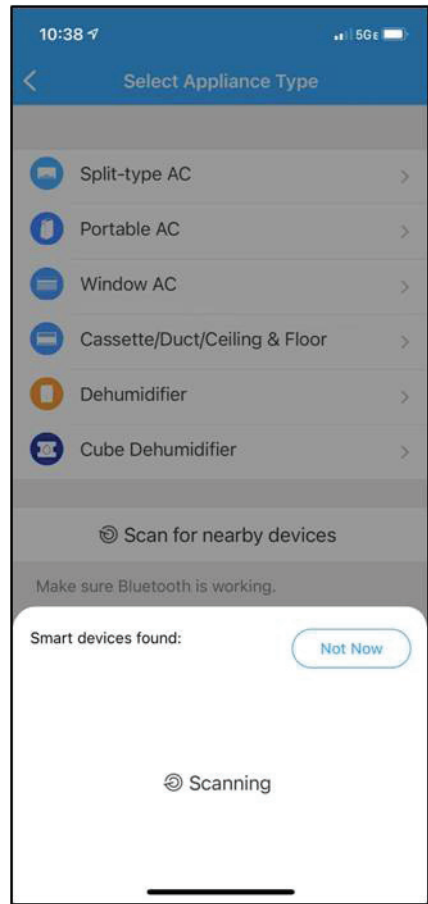 10:38 5GE
Select Appliance Type
Split-type AC
Portable AC
Window AC
Cassette/Duct/Ceiling & Floor
Dehumidifier
Cube Dehumidifier
Scan for nearby devices
Make sure Bluetooth is working.
Smart devices found: Not Now
Scanning